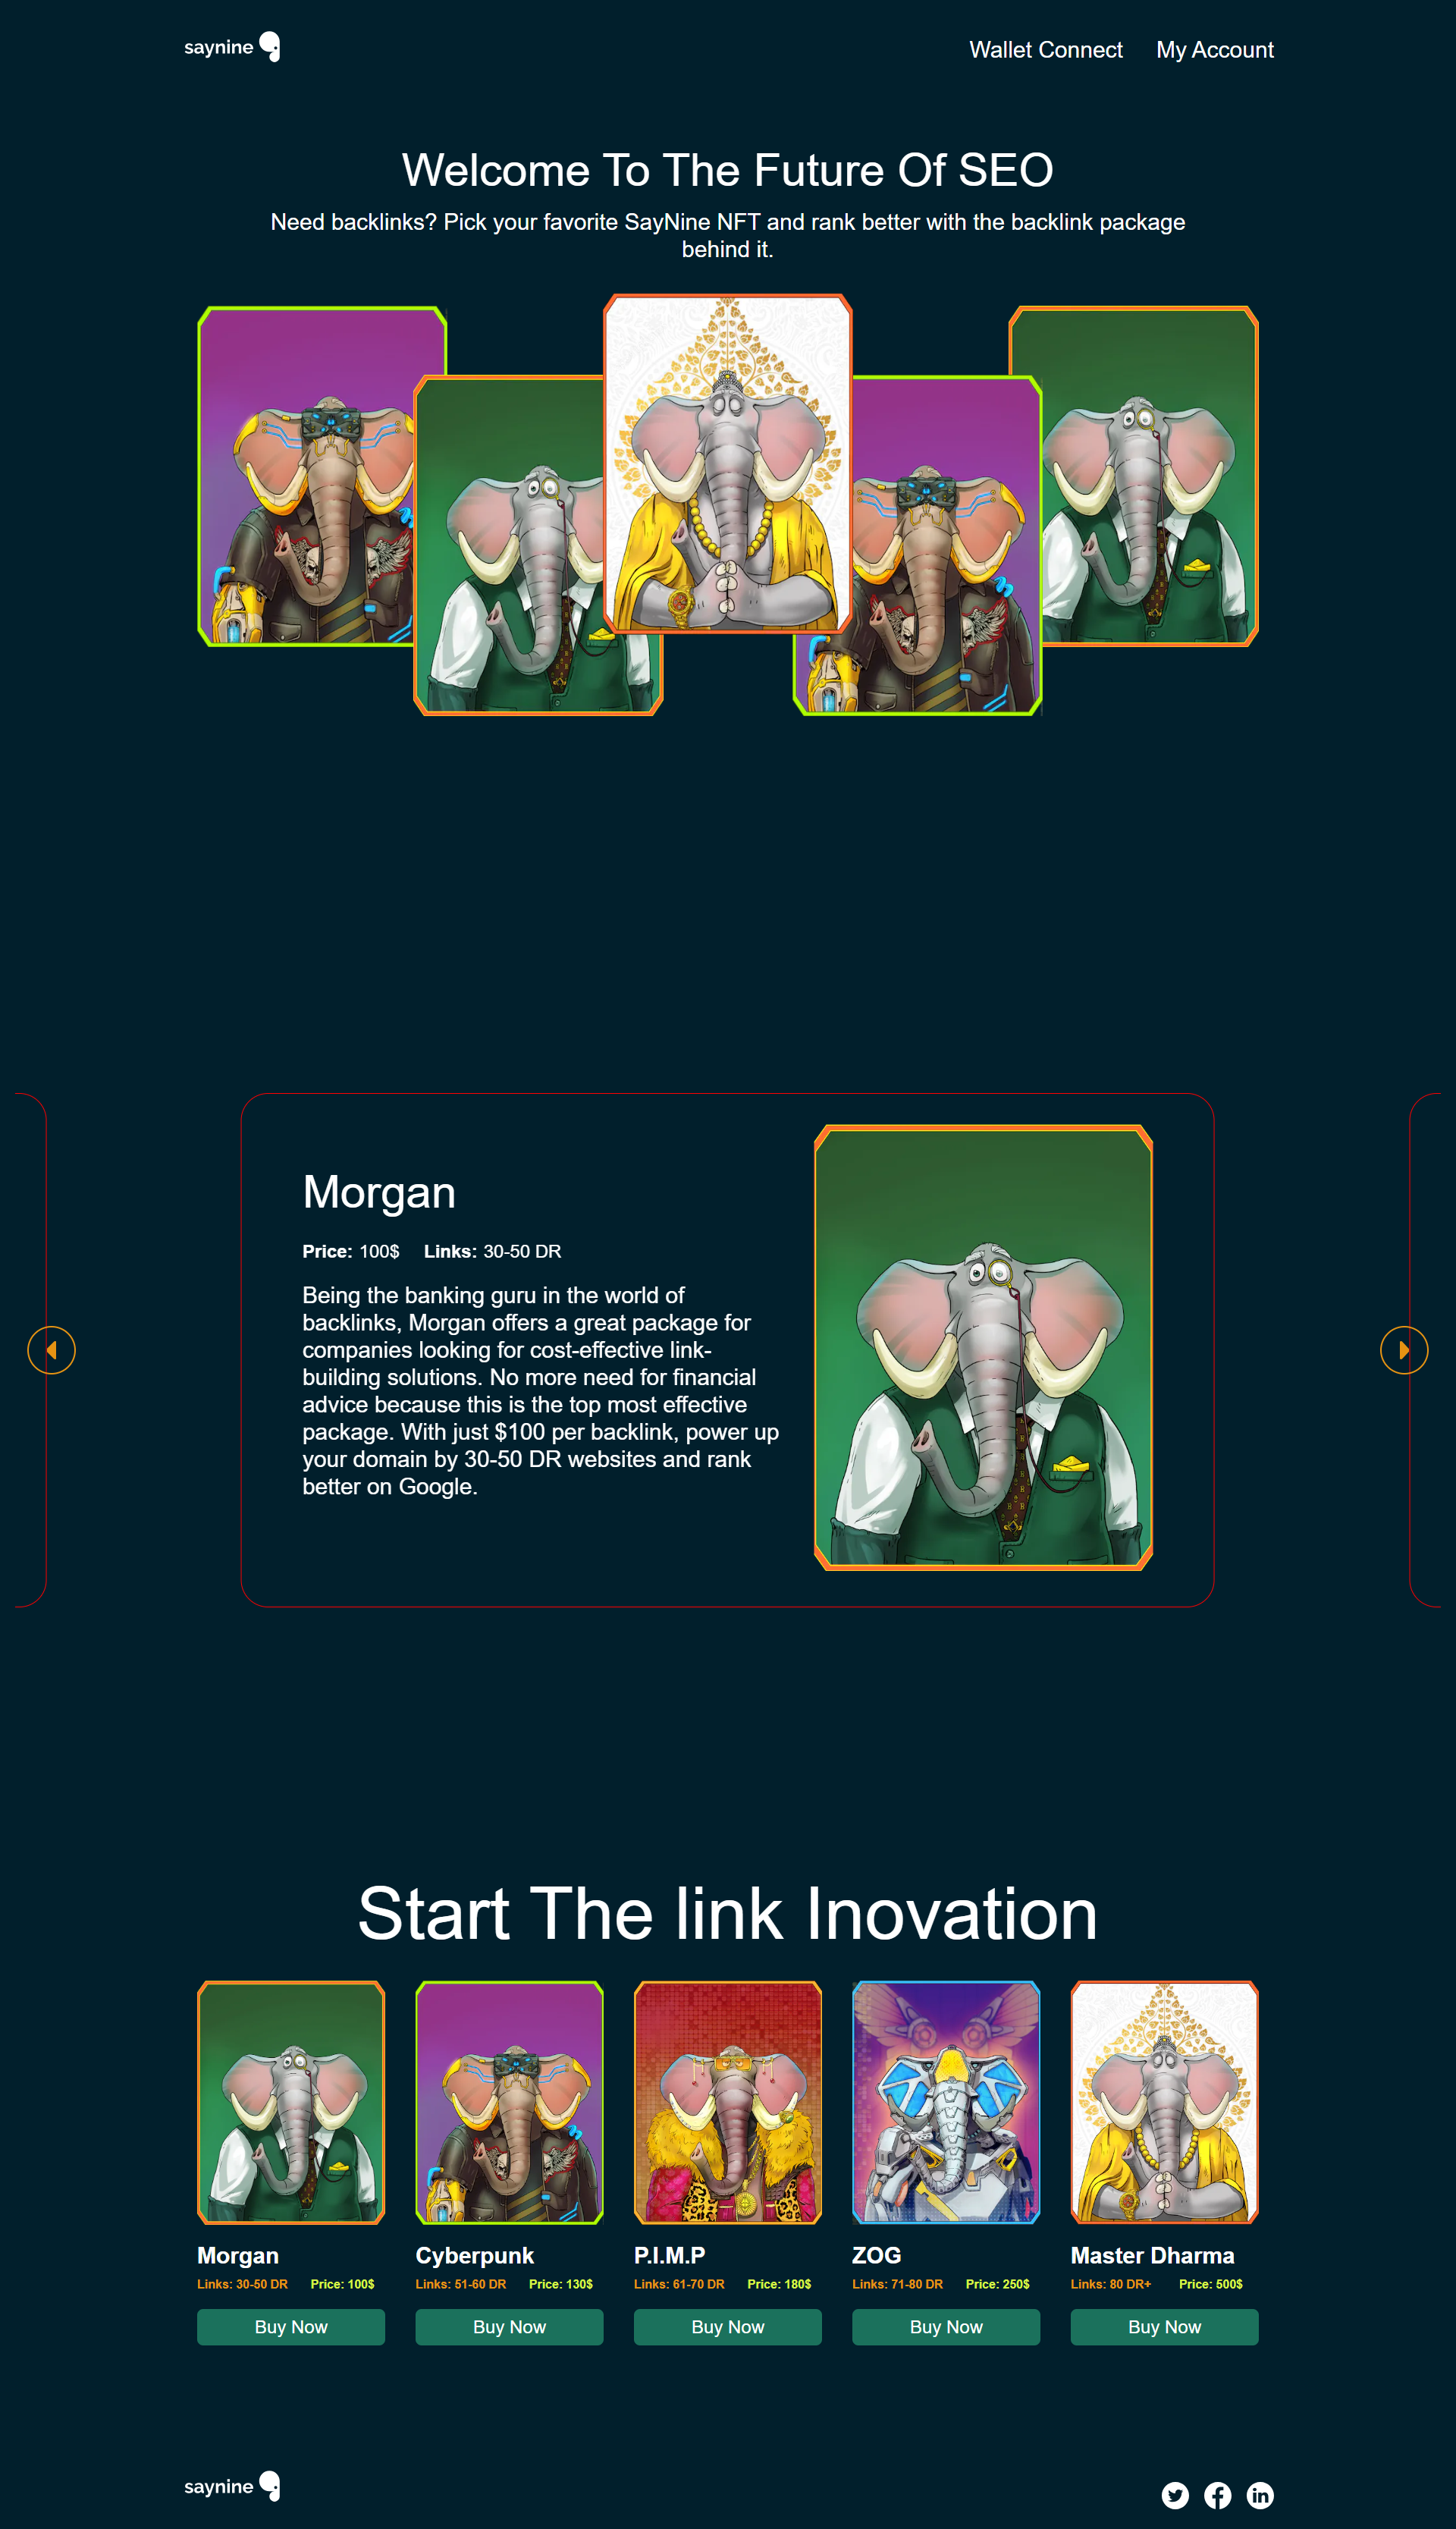 saynine
Wallet Connect My Account
Welcome To The Future Of SEO
Need backlinks? Pick your favorite SayNine NFT and rank better with the backlink package
behind it.
Morgan
Price: 100$ Links: 30-50 DR
Being the banking guru in the world of
backlinks, Morgan offers a great package for
companies looking for cost-effective link-
building solutions. No more need for financial
advice because this is the top most effective
package. With just $100 per backlink, power up
your domain by 30-50 DR websites and rank
better on Google.
Start The link Inovation
Morgan
Links: 30-50 DR Price: 100$
Buy Now
Cyberpunk
Links: 51-60 DR Price: 130$
Buy Now
P.I.M.P
Links: 61-70 DR Price: 180$
Buy Now
ZOG
Links: 71-80 DR Price: 250$
Buy Now
Master Dharma
Links: 80 DR+ Price: 500$
Buy Now
saynine